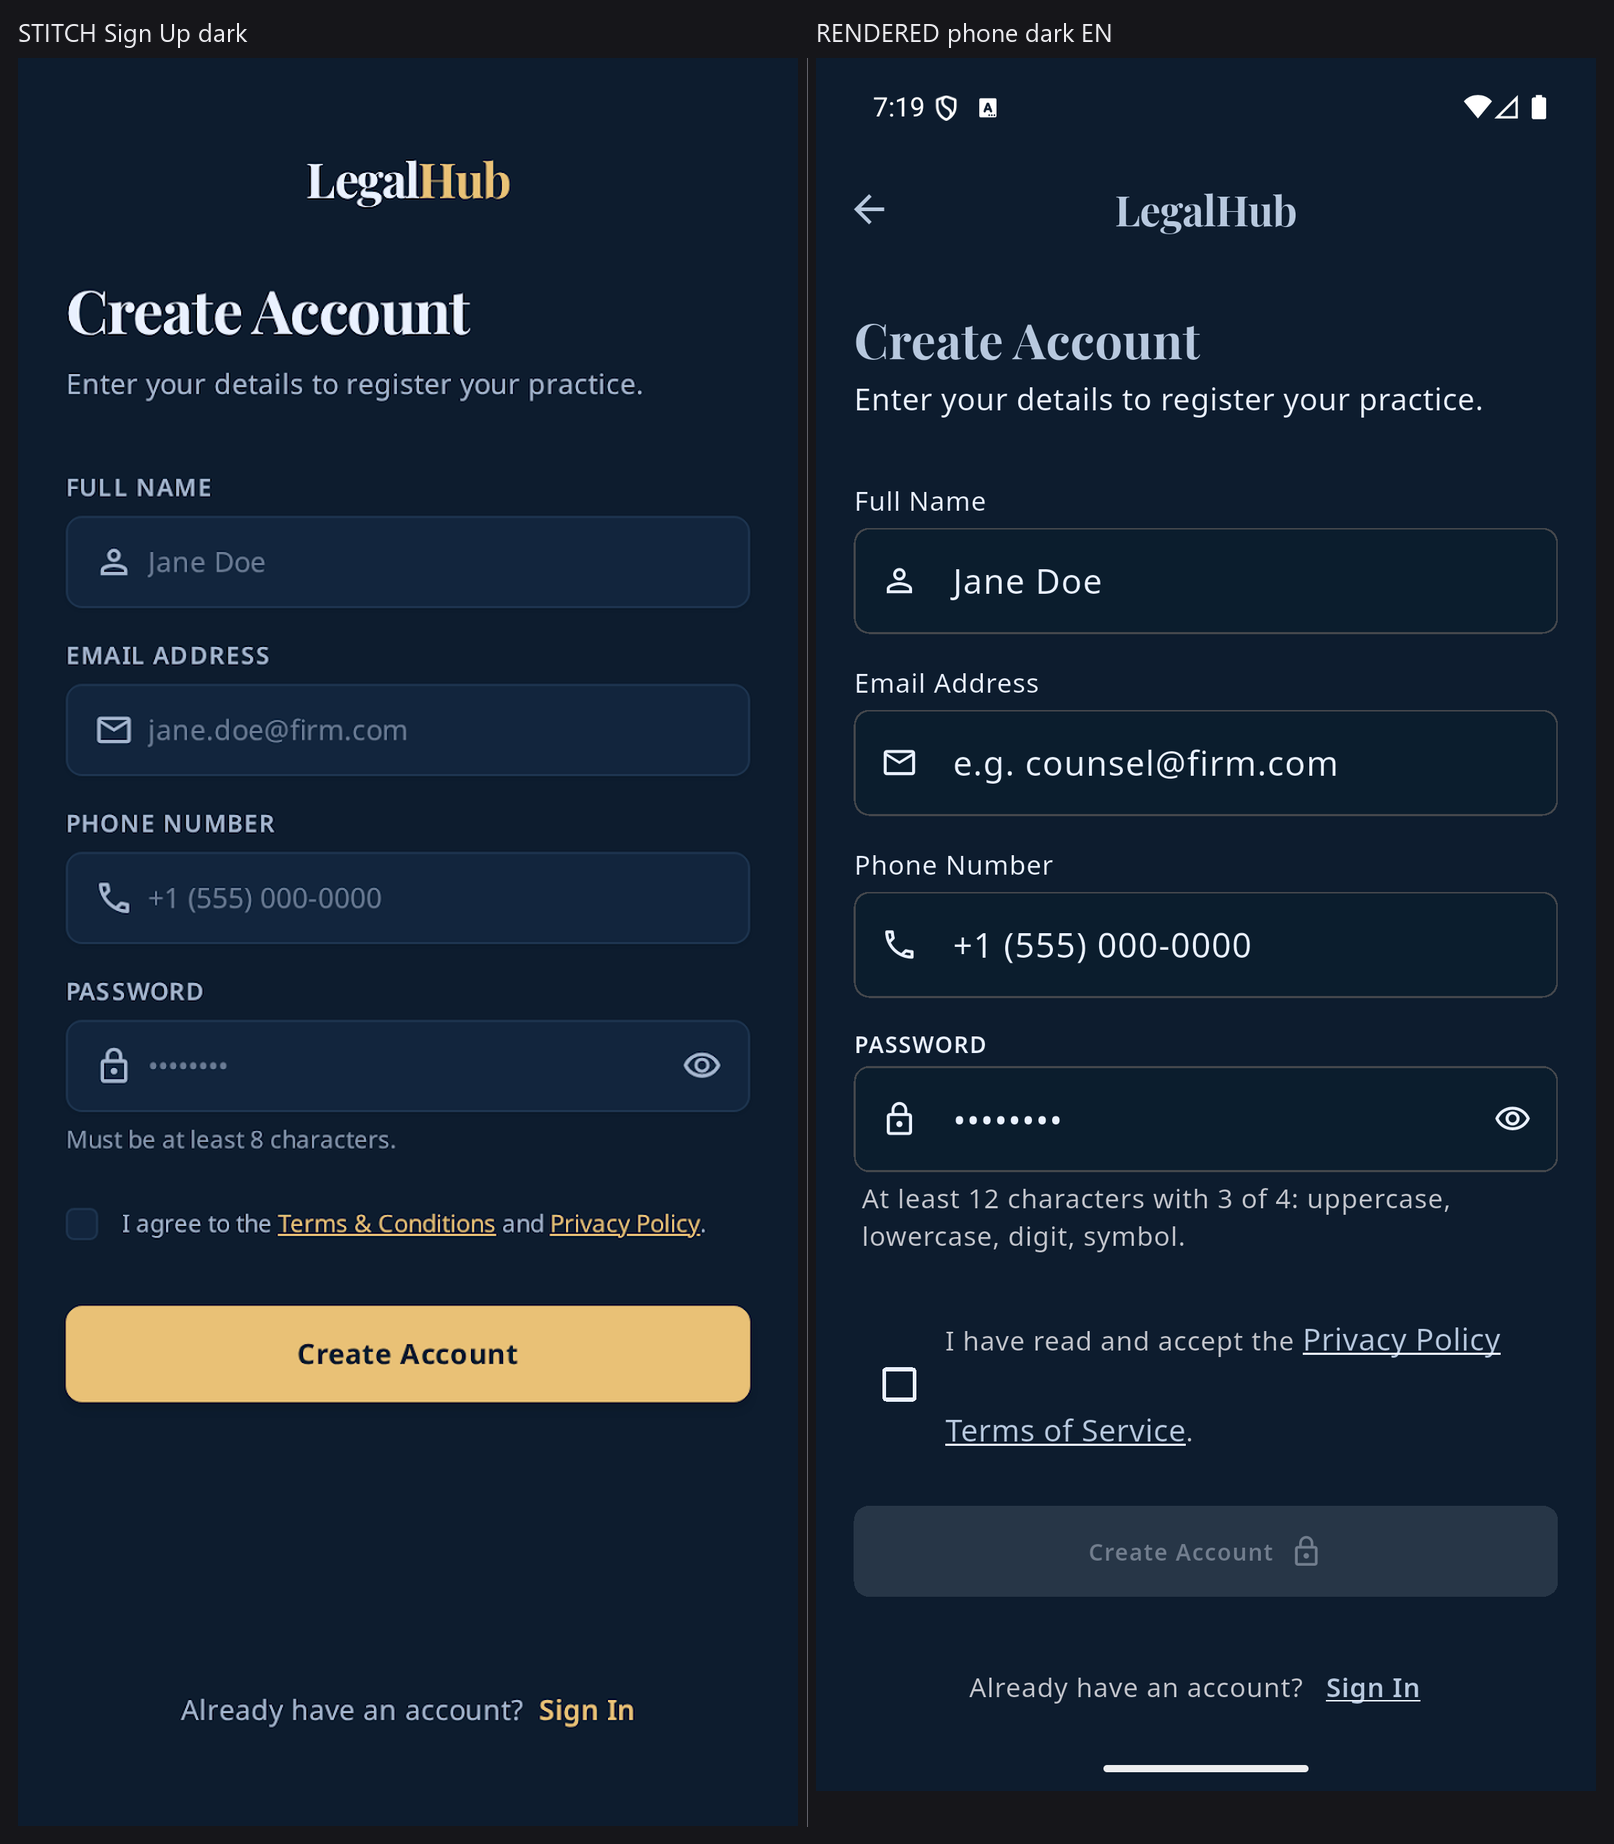 STITCH Sign Up dark
LegalHub
Create Account
Enter your details to register your practice.
FULL NAME
Jane Doe
EMAIL ADDRESS
jane.doe@firm.com
PHONE NUMBER
+1 (555) 000-0000
PASSWORD
••••••••
Must be at least 8 characters.
I agree to the Terms & Conditions and Privacy Policy.
Create Account
Already have an account? Sign In
RENDERED phone dark EN
7:19
A
LegalHub
Create Account
Enter your details to register your practice.
Full Name
Jane Doe
Email Address
e.g. counsel@firm.com
Phone Number
+1 (555) 000-0000
PASSWORD
••••••••
At least 12 characters with 3 of 4: uppercase,
lowercase, digit, symbol.
I have read and accept the Privacy Policy
Terms of Service.
Create Account
Already have an account? Sign In